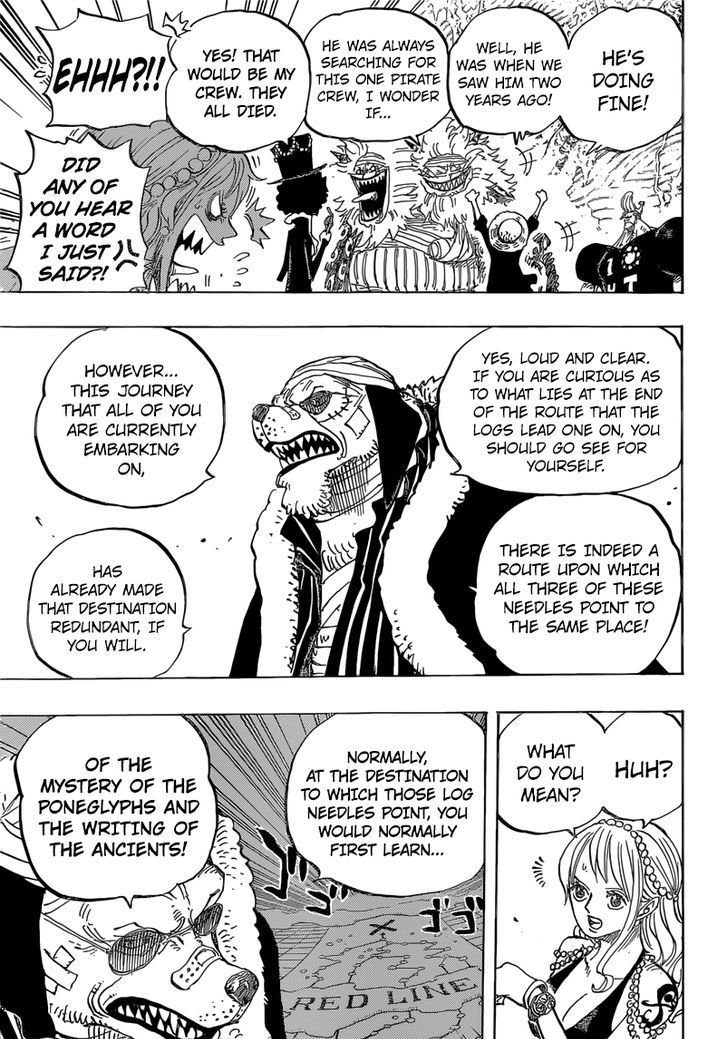 HE'S
DOING
FINE!
WELL, HE
WAS WHEN WE
SAW HIM TWO
YEARS AGO!
HE WAS ALWAYS
SEARCHING FOR
THIS ONE PIRATE
CREW, I WONDER
IF...
YES! THAT
WOULD BE MY
CREW. THEY
ALL DIED.
EHHH?!!
DID
ANY OF
YOU HEAR
A WORD
I JUST
SAID?!
YES, LOUD AND CLEAR.
IF YOU ARE CURIOUS AS
TO WHAT LIES AT THE END
OF THE ROUTE THAT THE
LOGS LEAD ONE ON, YOU
SHOULD GO SEE FOR
YOURSELF.
THERE IS INDEED A
ROUTE UPON WHICH
ALL THREE OF THESE
NEEDLES POINT TO
THE SAME PLACE!
HOWEVER...
THIS JOURNEY
THAT ALL OF YOU
ARE CURRENTLY
EMBARKING
ON,
HAS
ALREADY MADE
THAT DESTINATION
REDUNDANT, IF
YOU WILL.
HUH?
WHAT
DO YOU
MEAN?
NORMALLY,
AT THE DESTINATION
TO WHICH THOSE LOG
NEEDLES POINT, YOU
WOULD NORMALLY
FIRST LEARN...
ゴゴゴ
ゴゴ
RED LINE
OF THE
MYSTERY OF THE
PONEGLYPHS AND
THE WRITING OF
THE ANCIENTS!